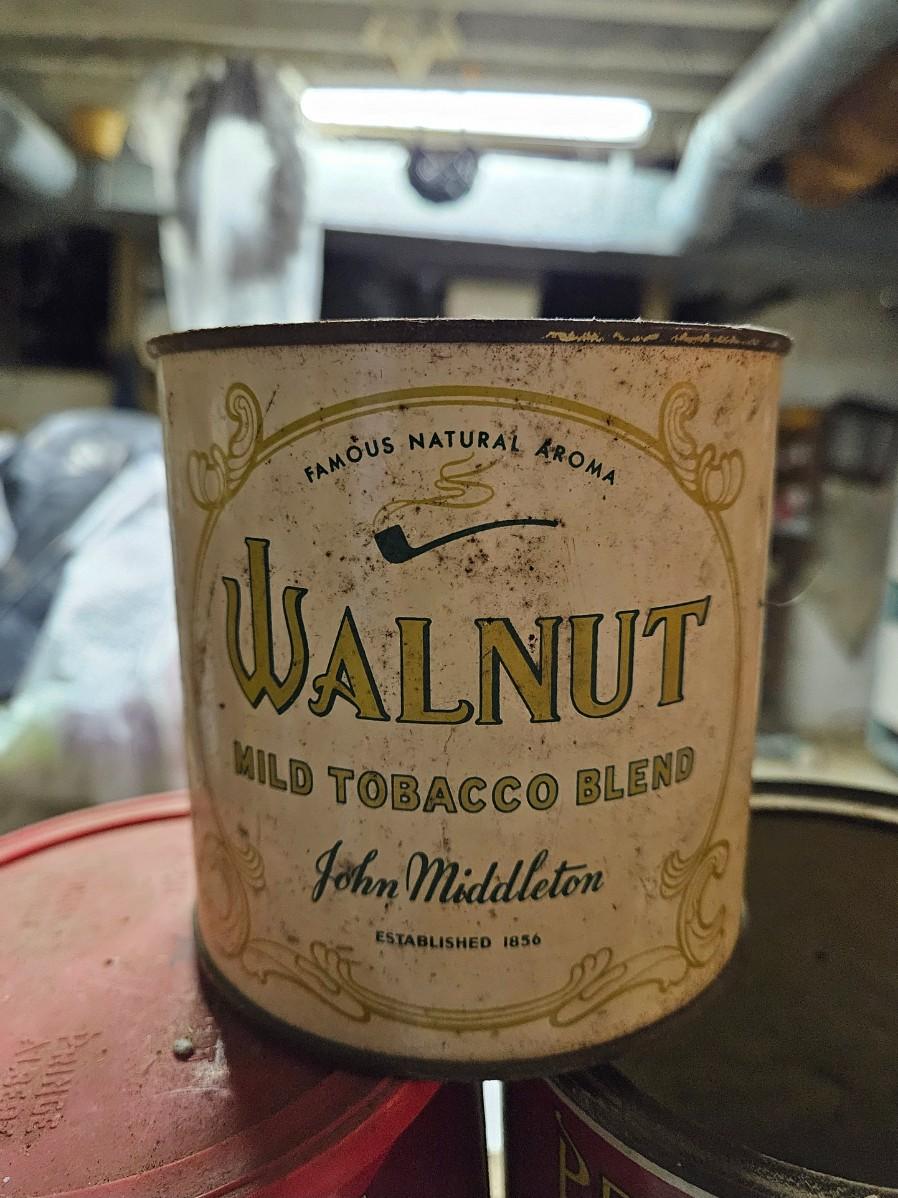 FAMOUS NATURAL AROMA
WALNUT
MILD TOBACCO BLEND
John Middleton
ESTABLISHED 1856